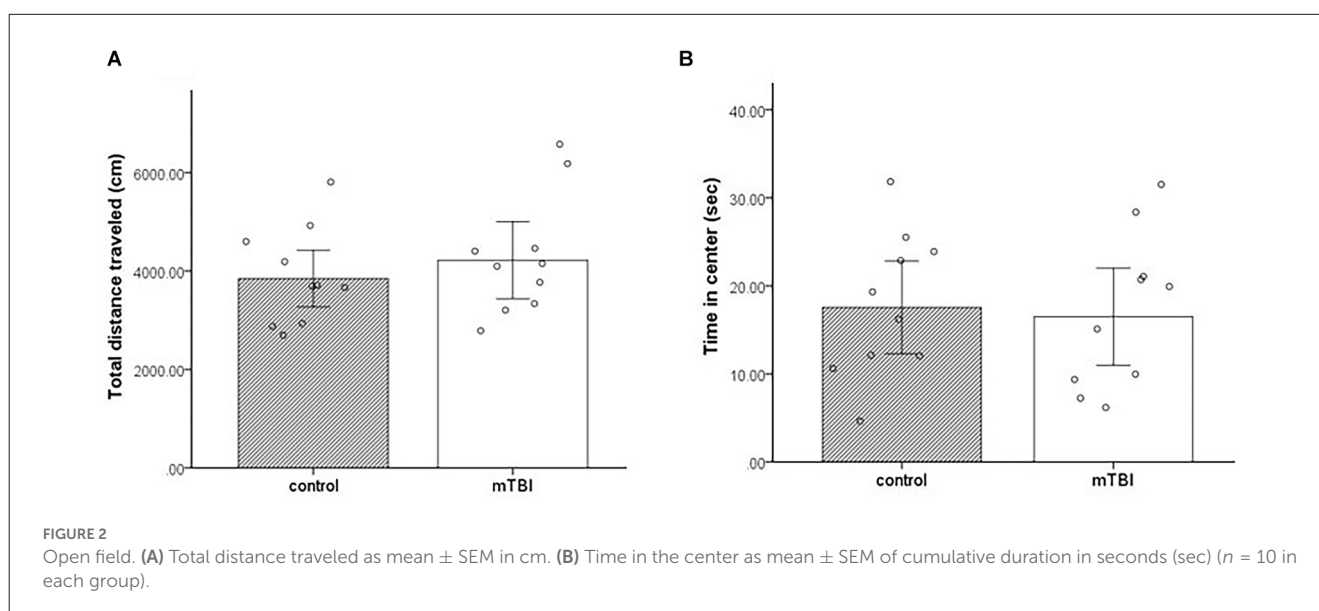 A
B
Total distance traveled (cm)
6000.00
4000.00
2000.00
.00
control
mTBI
Time in center (sec)
40.00
30.00
20.00
10.00
.00
control
mTBI
FIGURE 2
Open field. (A) Total distance traveled as mean ± SEM in cm. (B) Time in the center as mean ± SEM of cumulative duration in seconds (sec) (n = 10 in
each group).